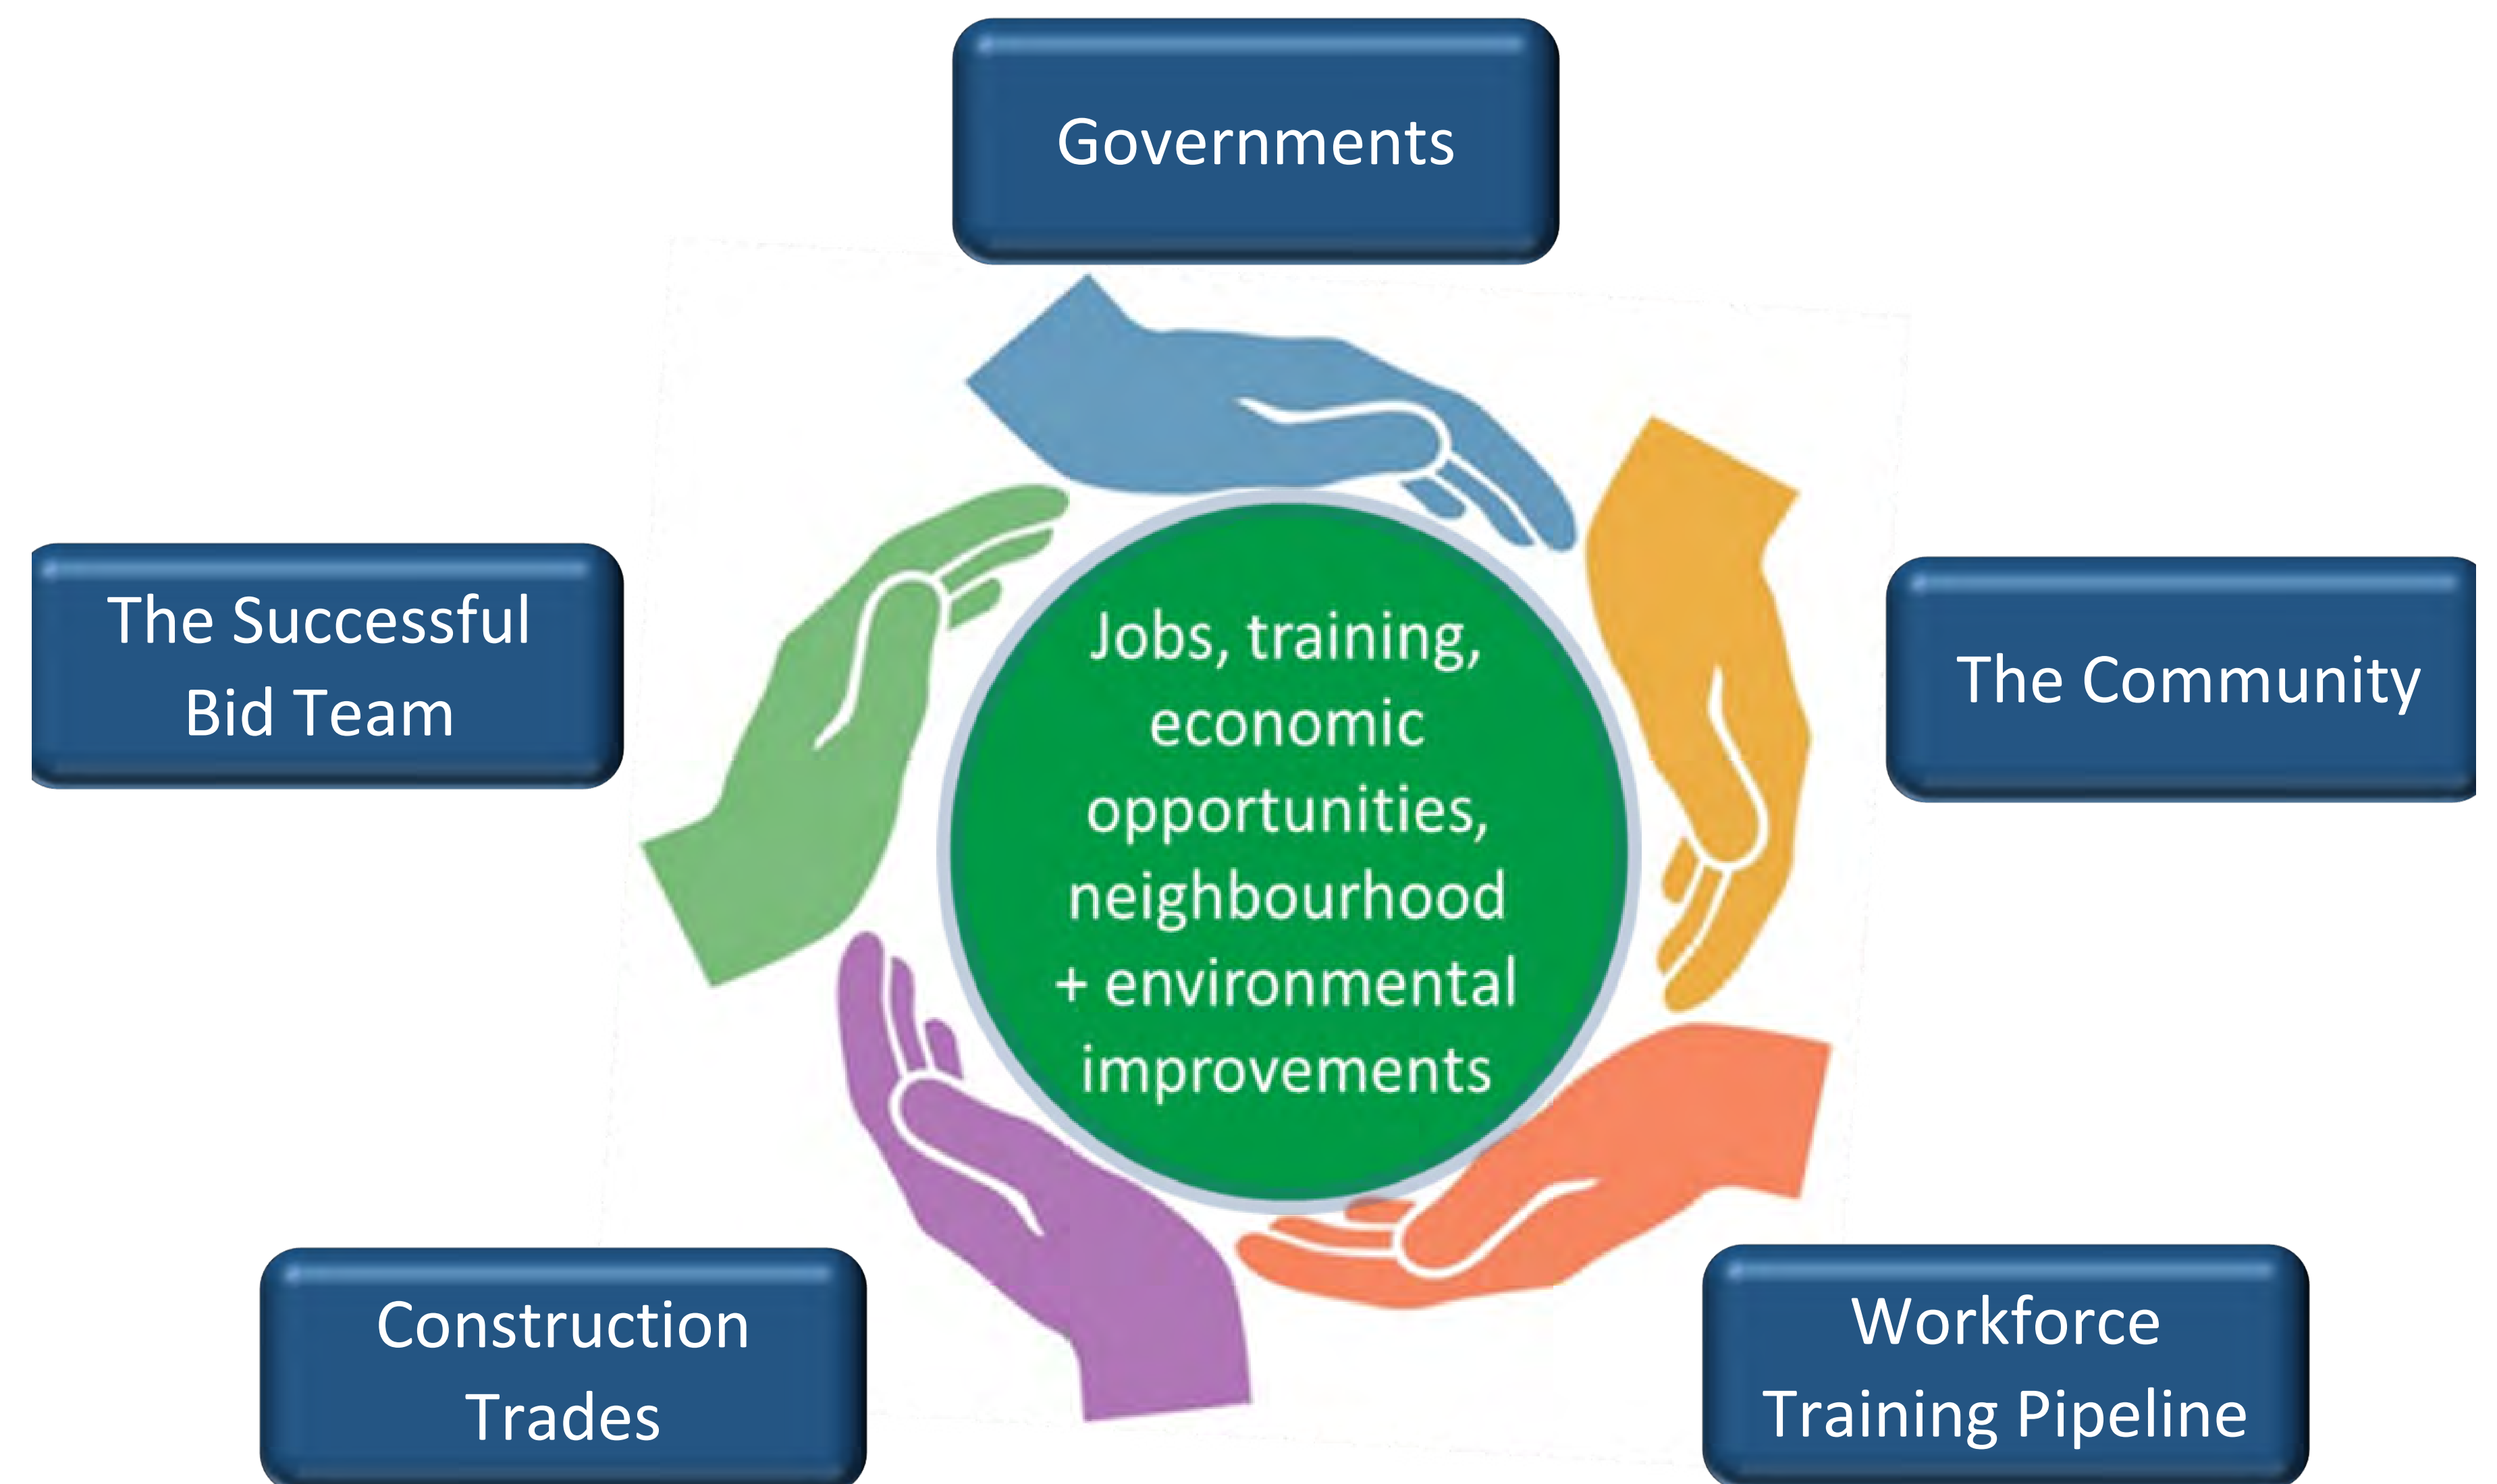 Governments
The Successful
Bid Team
Jobs, training,
economic
opportunities,
neighbourhood
+ environmental
improvements
The Community
Construction
Trades
Workforce
Training Pipeline